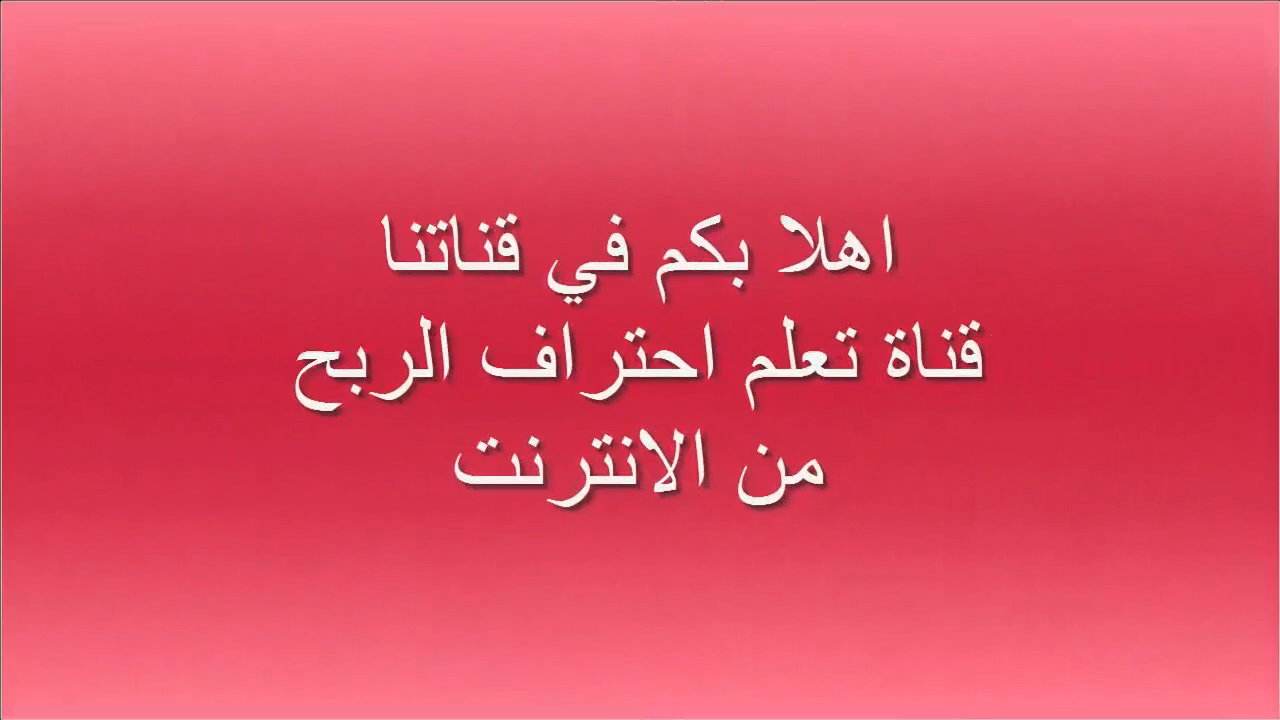 اهلا بكم في قناتنا
قناة تعلم احتراف الربح
من الانترنت